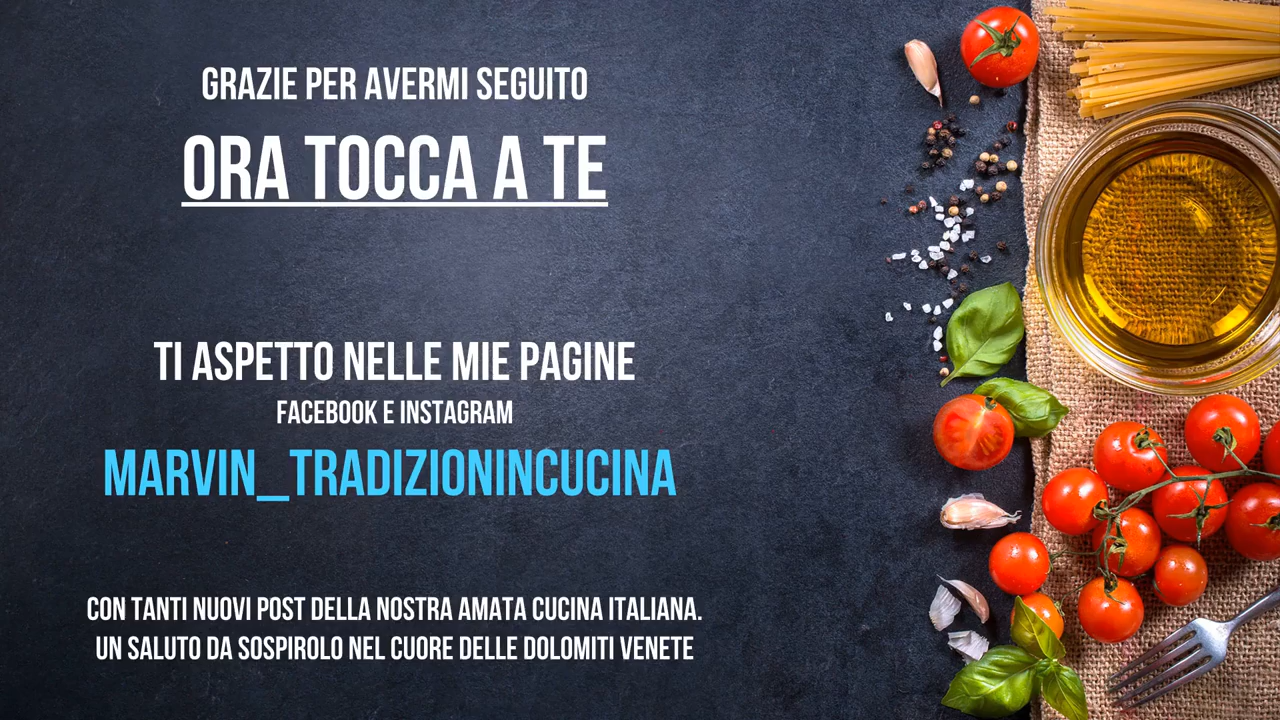 GRAZIE PER AVERMI SEGUITO
ORA TOCCA A TE
TI ASPETTO NELLE MIE PAGINE
FACEBOOK E INSTAGRAM
MARVIN_TRADIZIONINCUCINA
CON TANTI NUOVI POST DELLA NOSTRA AMATA CUCINA ITALIANA.
UN SALUTO DA SOSPIROLO NEL CUORE DELLE DOLOMITI VENETE